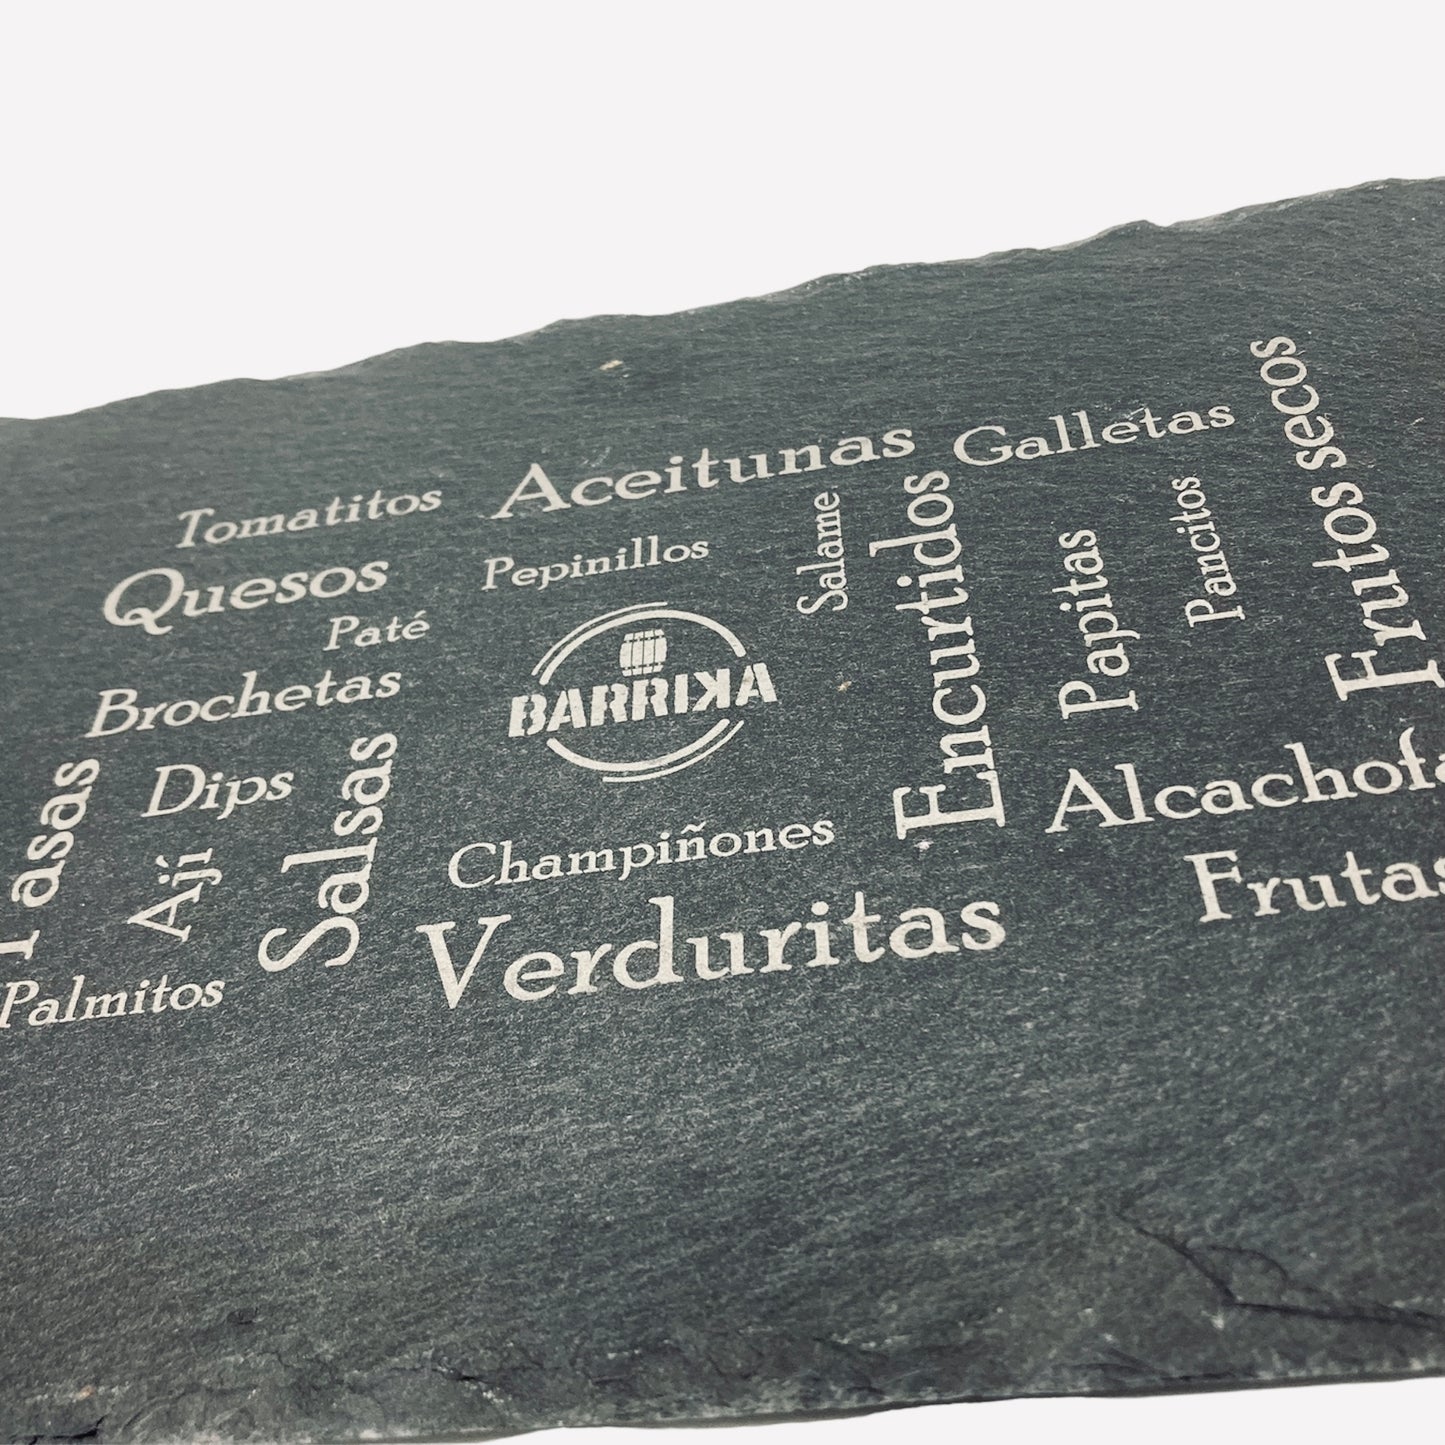 Tomatitos
Aceitunas
Galletas
Frutos secos
Quesos
Pepinillos
Salame
Encurtidos
Papitas
Pancitos
Paté
Brochetas
BARRIKA
Dips
Salsas
Ají
Alcachofa
Champiñones
Frutas
Verduritas
Palmitos